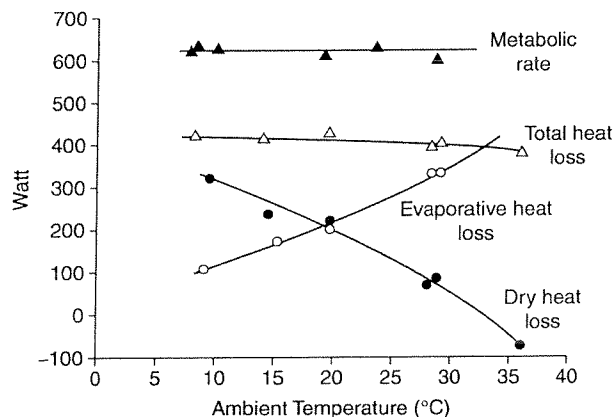 700
Metabolic
rate
600
500
400
Total heat
loss
300
Watt
Evaporative heat
loss
200
100
Dry heat
loss
0
−100
0 5 10 15 20 25 30 35 40
Ambient Temperature (°C)